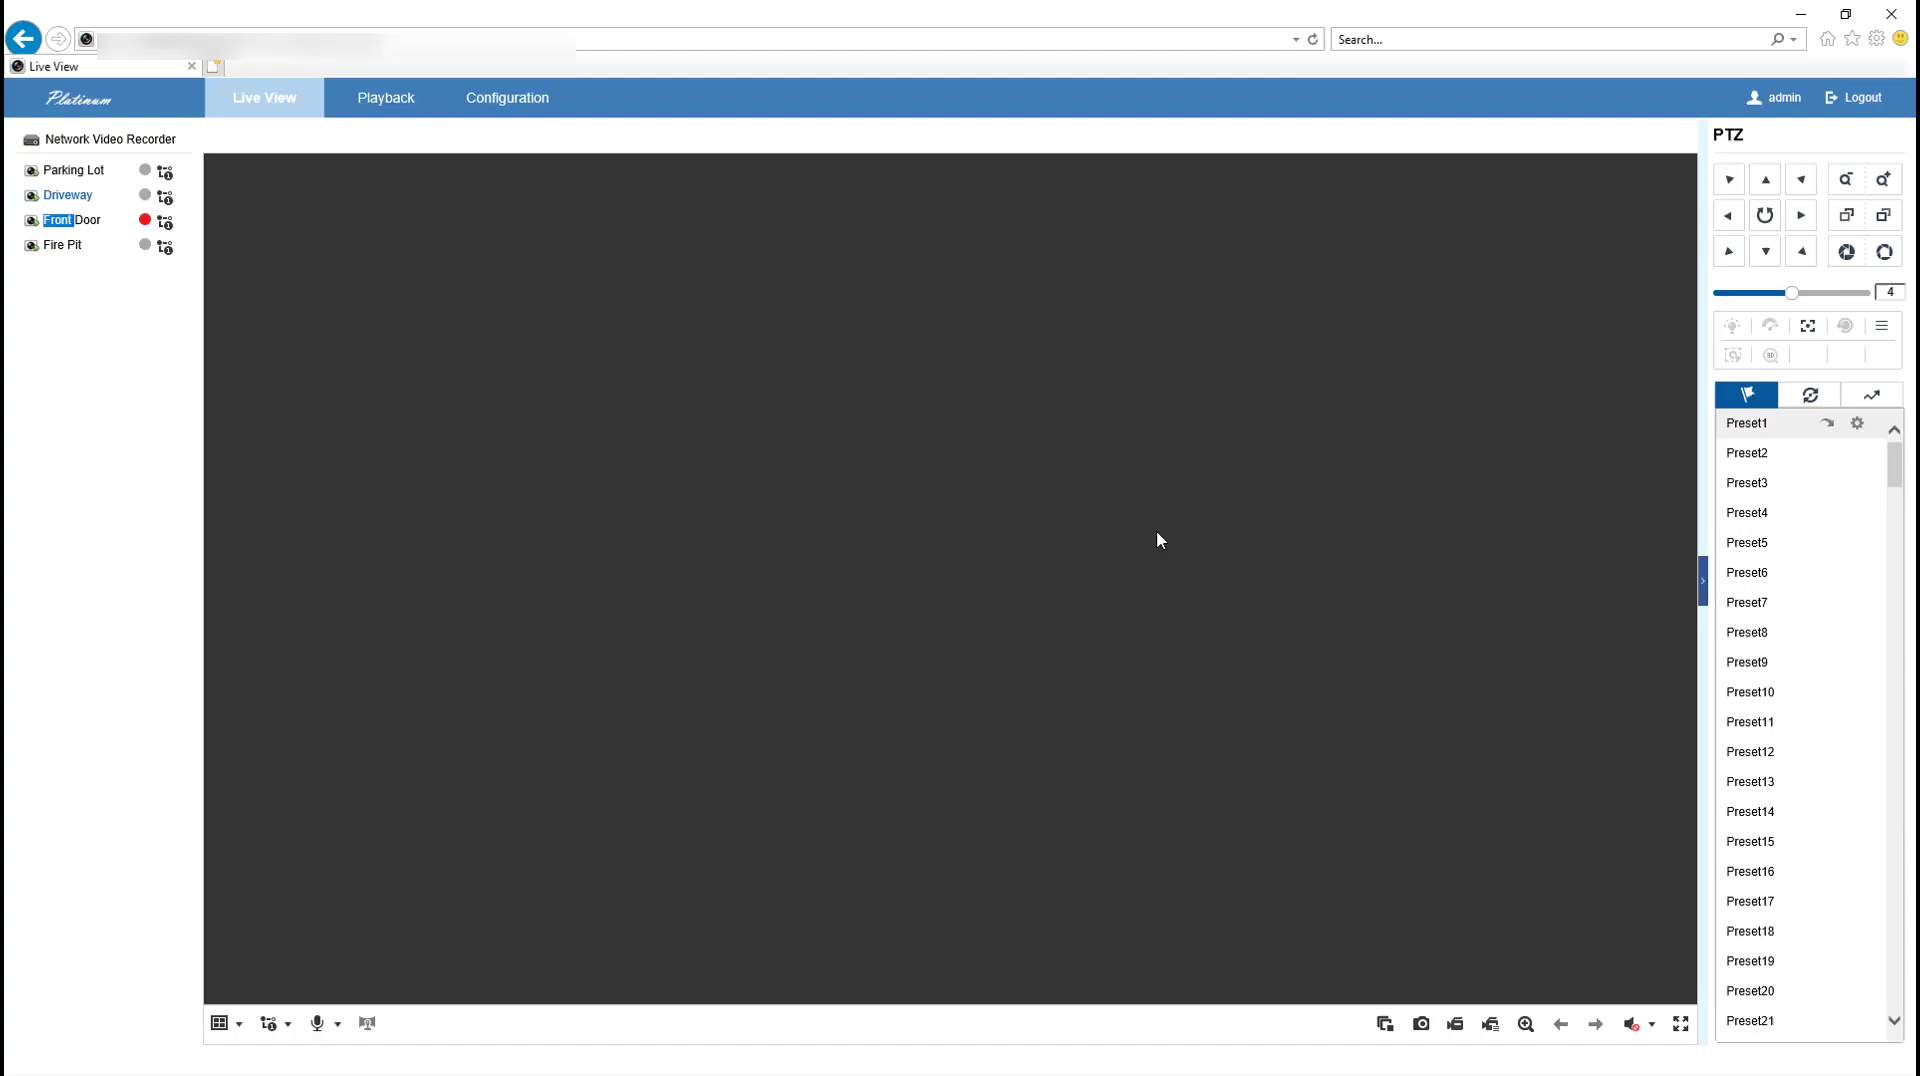 Search...
Live View
Platinum
Live View
Playback
Configuration
admin
Logout
Network Video Recorder
Parking Lot
Driveway
Front Door
Fire Pit
PTZ
4
3D
Preset1
Preset2
Preset3
Preset4
Preset5
Preset6
Preset7
Preset8
Preset9
Preset10
Preset11
Preset12
Preset13
Preset14
Preset15
Preset16
Preset17
Preset18
Preset19
Preset20
Preset21